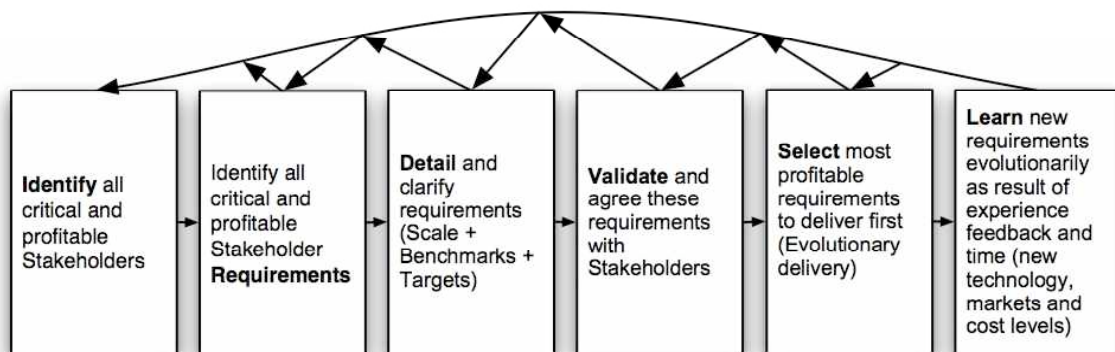 Identify all
critical and
profitable
Stakeholders
Identify all
critical and
profitable
Stakeholder
Requirements
Detail and
clarify
requirements
(Scale +
Benchmarks +
Targets)
Validate and
agree these
requirements
with
Stakeholders
Select most
profitable
requirements
to deliver first
(Evolutionary
delivery)
Learn new
requirements
evolutionarily
as result of
experience
feedback and
time (new
technology,
markets and
cost levels)